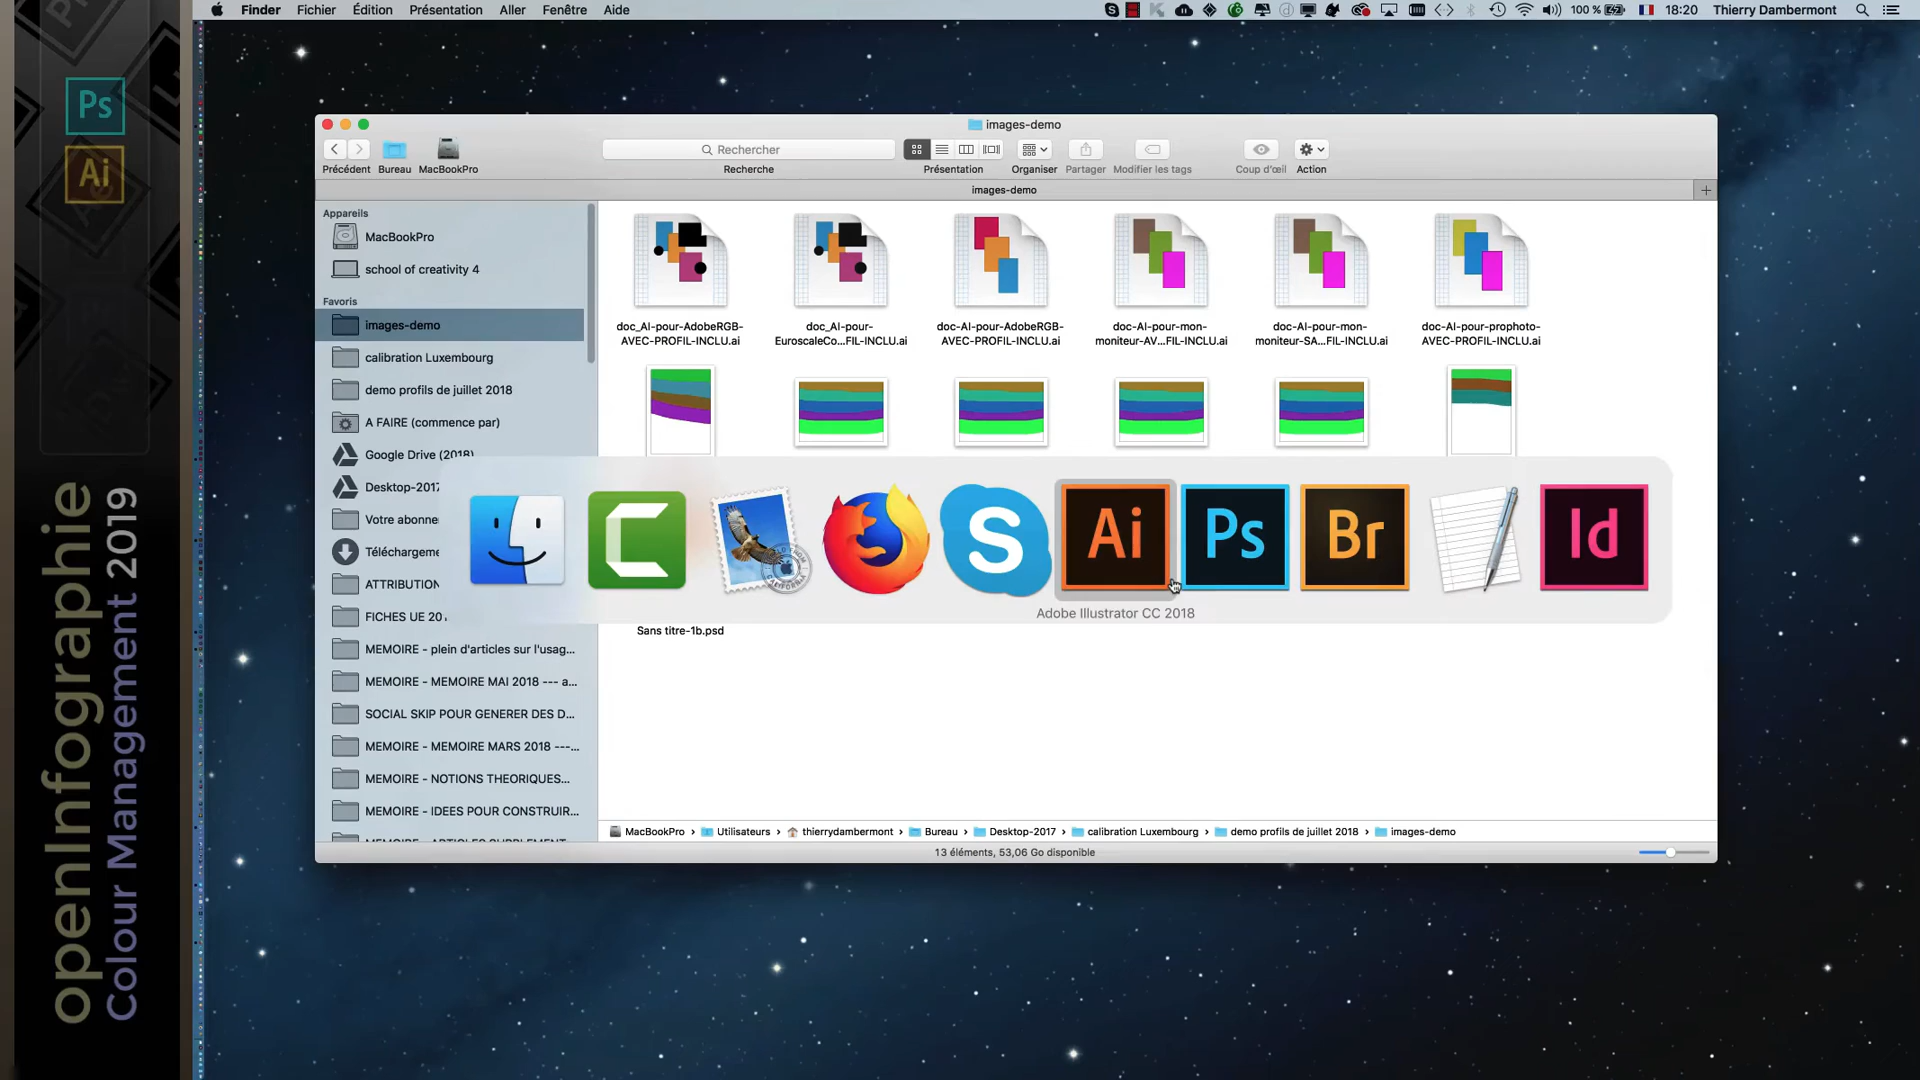 Finder Fichier Édition Présentation Aller Fenêtre Aide
100 % 18:20 Thierry Dambermont
Ps
Ai
openInfographie
Colour Management 2019
images-demo
Rechercher
Précédent Bureau MacBookPro Recherche Présentation Organiser Partager Modifier les tags Coup d'œil Action
images-demo
Appareils
MacBookPro
school of creativity 4
Favoris
images-demo
calibration Luxembourg
demo profils de juillet 2018
A FAIRE (commence par)
Google Drive (2018)
Desktop-2017
Votre abonne
Téléchargeme
ATTRIBUTION
FICHES UE 20
MEMOIRE - plein d'articles sur l'usag...
MEMOIRE - MEMOIRE MAI 2018 --- a...
SOCIAL SKIP POUR GENERER DES D...
MEMOIRE - MEMOIRE MARS 2018 ---...
MEMOIRE - NOTIONS THEORIQUES...
MEMOIRE - IDEES POUR CONSTRUIR...
doc_AI-pour-AdobeRGB-
AVEC-PROFIL-INCLU.ai
doc_AI-pour-
EuroscaleCo...FIL-INCLU.ai
doc-AI-pour-AdobeRGB-
AVEC-PROFIL-INCLU.ai
doc-AI-pour-mon-
moniteur-AV...FIL-INCLU.ai
doc-AI-pour-mon-
moniteur-SA...FIL-INCLU.ai
doc-AI-pour-prophoto-
AVEC-PROFIL-INCLU.ai
S
Ai
Ps
Br
Id
Adobe Illustrator CC 2018
Sans titre-1b.psd
MacBookPro › Utilisateurs › thierrydambermont › Bureau › Desktop-2017 › calibration Luxembourg › demo profils de juillet 2018 › images-demo
13 éléments, 53,06 Go disponible